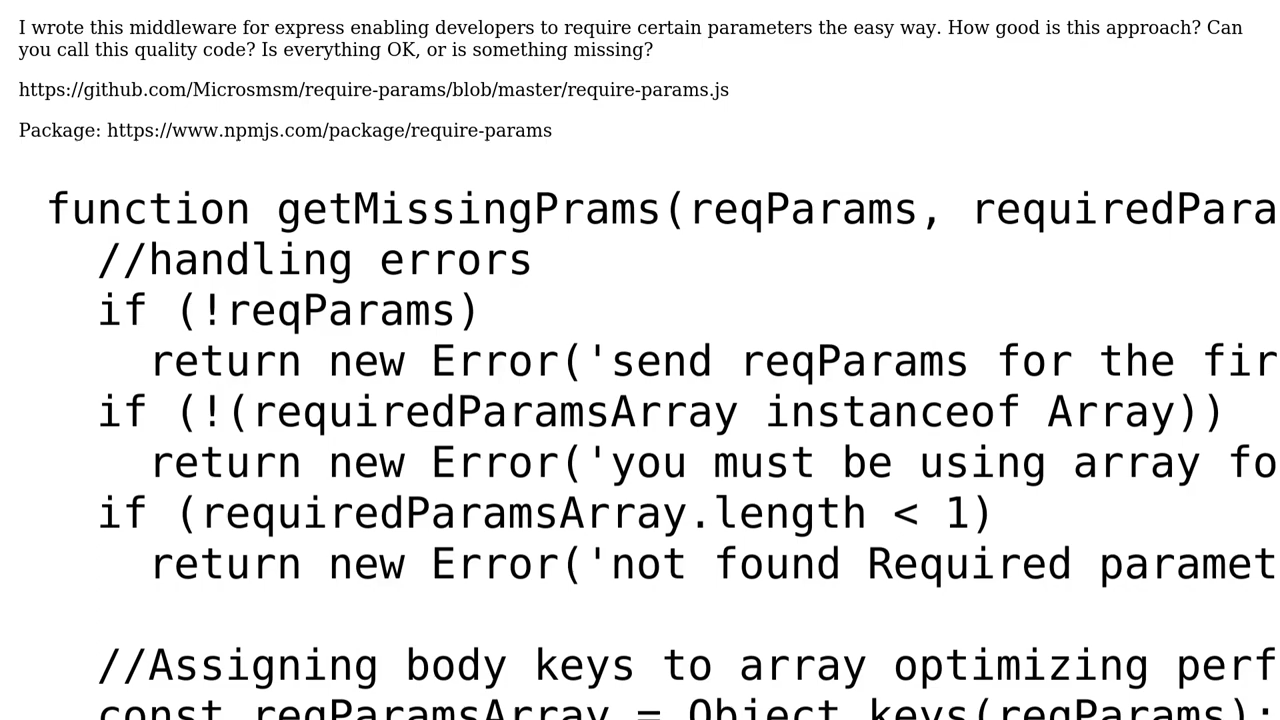 I wrote this middleware for express enabling developers to require certain parameters the easy way. How good is this approach? Can
you call this quality code? Is everything OK, or is something missing?
https://github.com/Microsmsm/require-params/blob/master/require-params.js
Package: https://www.npmjs.com/package/require-params
function getMissingPrams(reqParams, requiredPara
//handling errors
if (!reqParams)
return new Error('send reqParams for the fir
if (!(requiredParamsArray instanceof Array))
return new Error('you must be using array fo
if (requiredParamsArray.length < 1)
return new Error('not found Required paramet
//Assigning body keys to array optimizing perf
const reqParamsArray = Object.keys(reqParams);